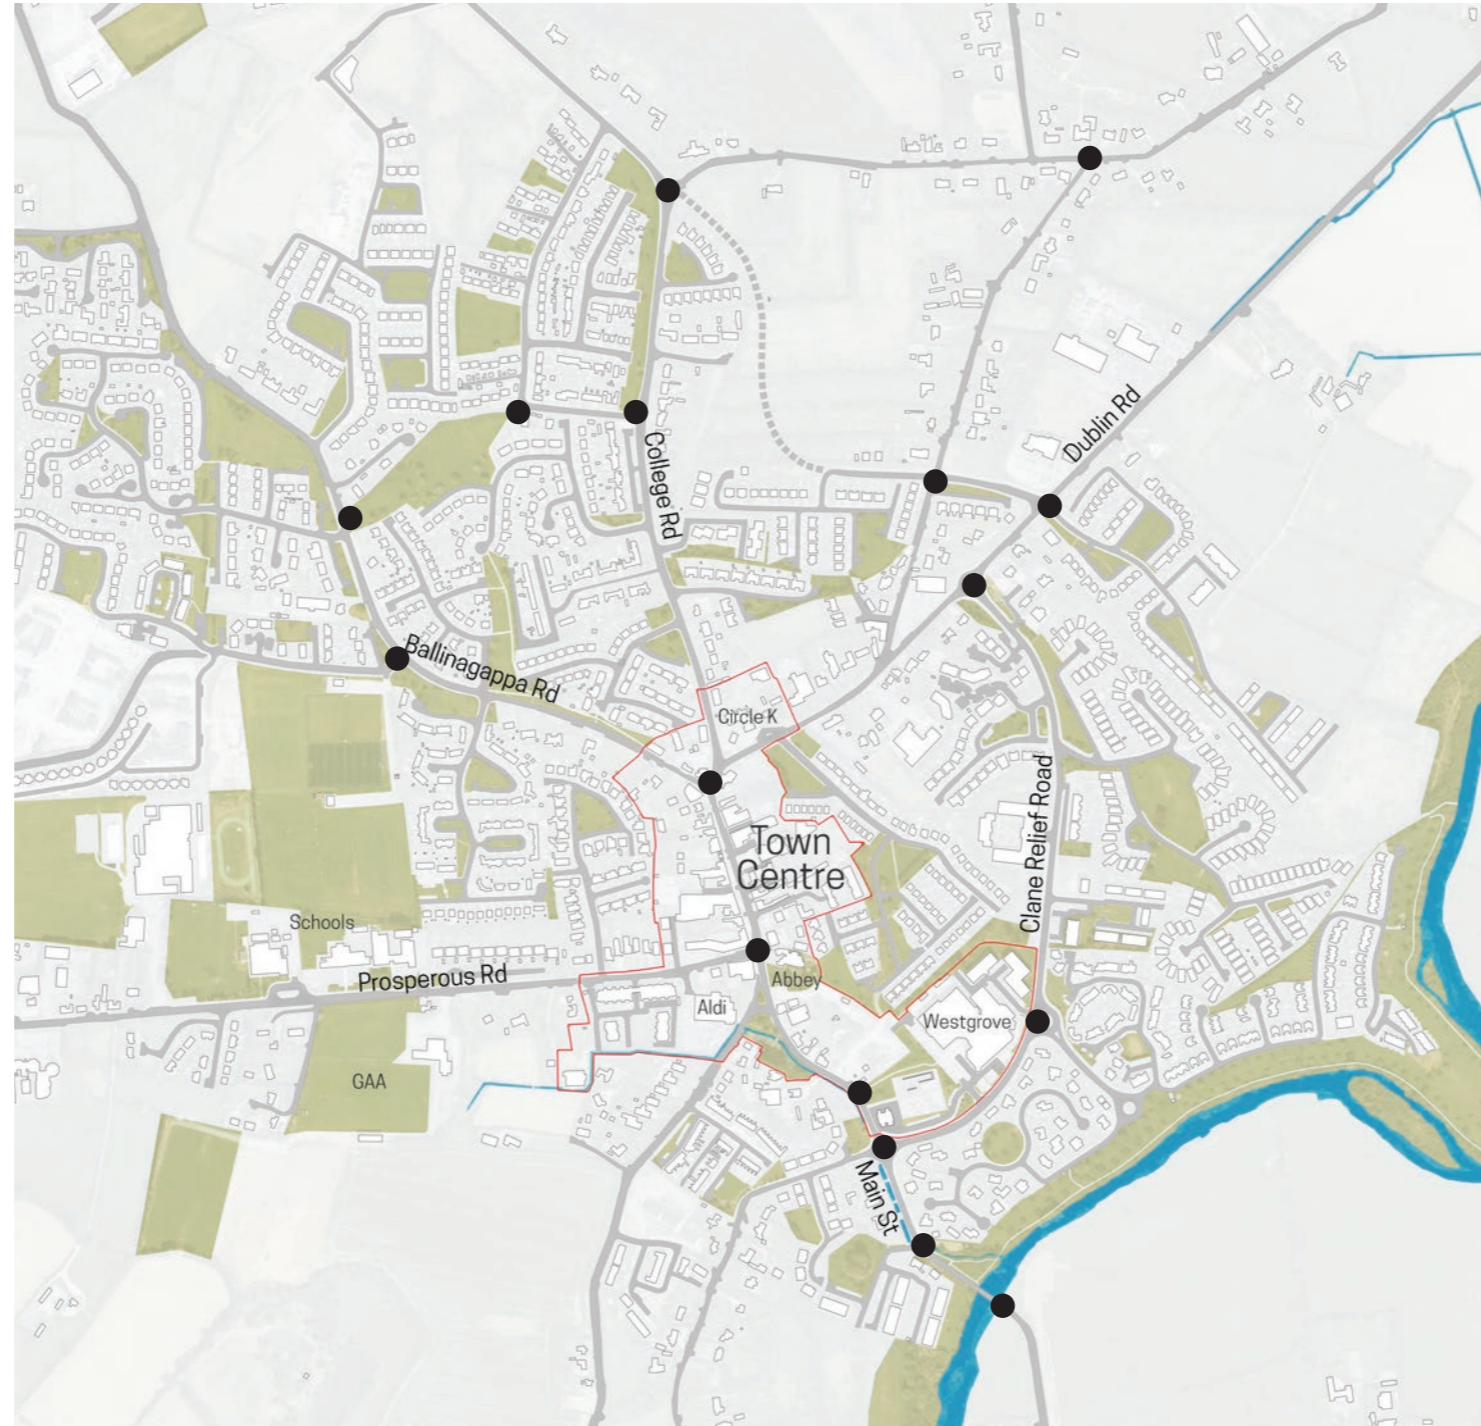 Dublin Rd
College Rd
Ballinagappa Rd
Circle K
Town
Centre
Clane Relief Road
Schools
Prosperous Rd
Abbey
Aldi
Westgrove
GAA
Main St